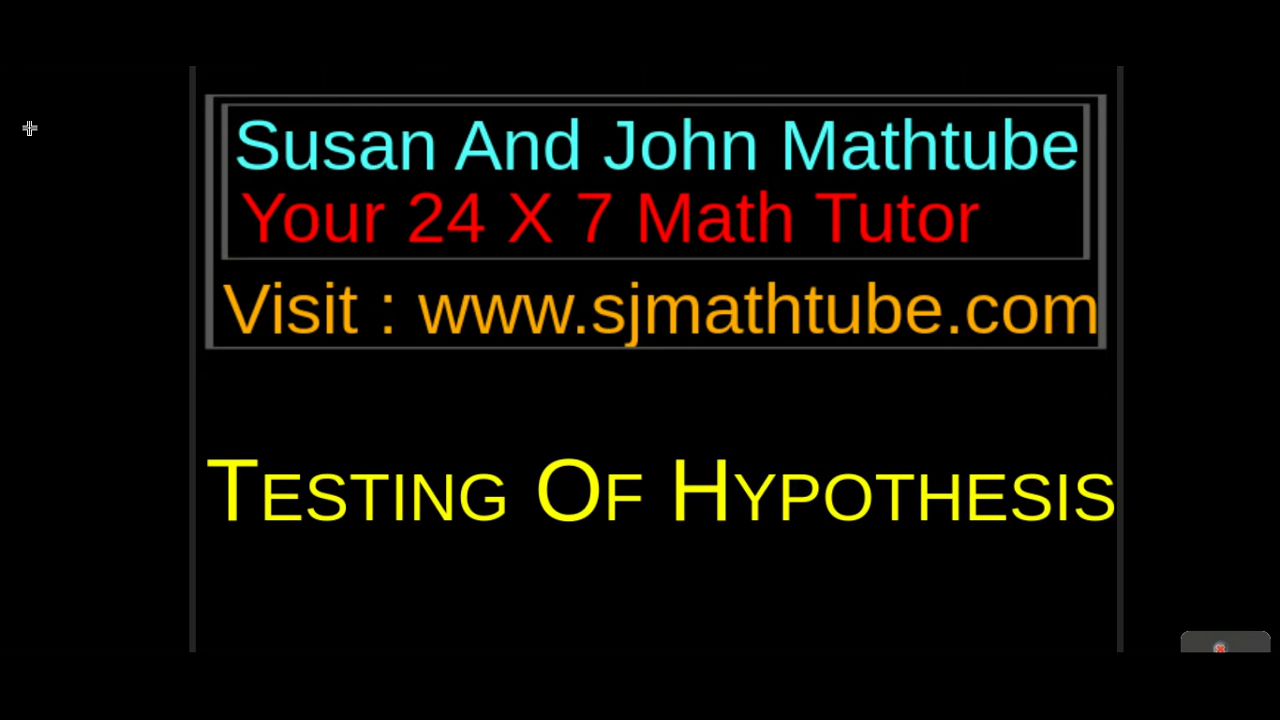 Susan And John Mathtube
Your 24 X 7 Math Tutor
Visit : www.sjmathtube.com
TESTING OF HYPOTHESIS